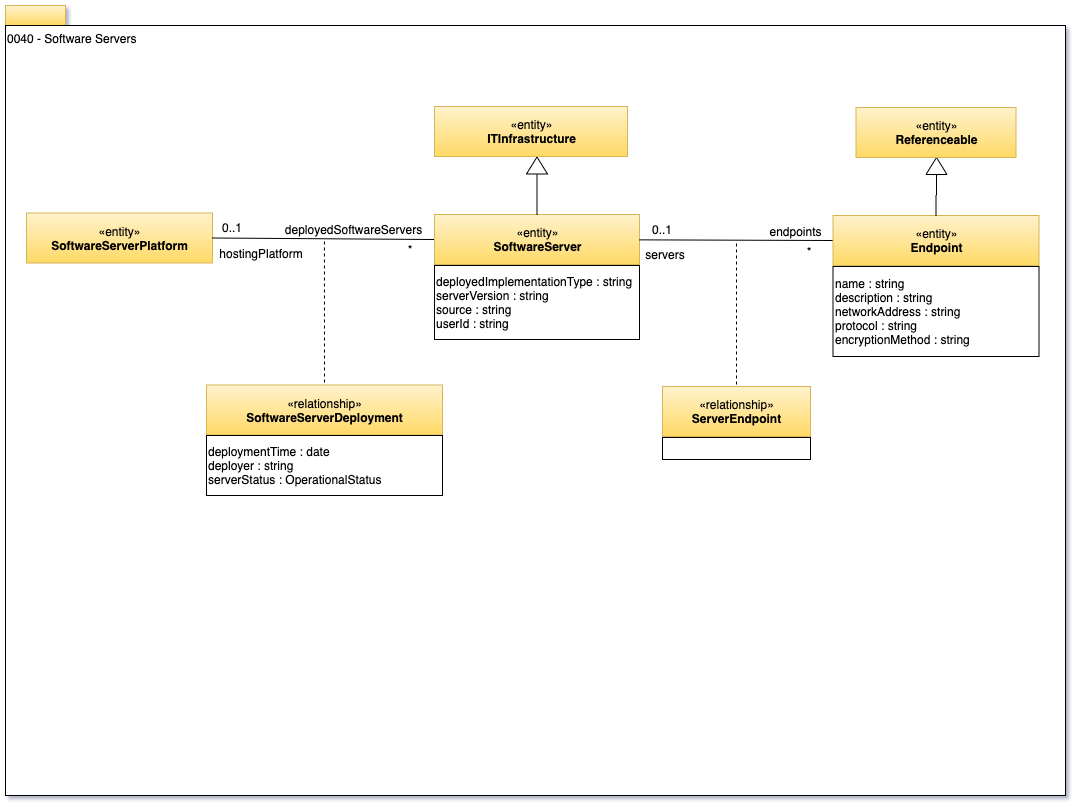 0040 - Software Servers
«entity»
ITInfrastructure
«entity»
Referenceable
«entity»
SoftwareServerPlatform
0..1
deployedSoftwareServers
hostingPlatform
*
«entity»
SoftwareServer
deployedImplementationType : string
serverVersion : string
source : string
userId : string
0..1
endpoints
servers
*
«entity»
Endpoint
name : string
description : string
networkAddress : string
protocol : string
encryptionMethod : string
«relationship»
SoftwareServerDeployment
deploymentTime : date
deployer : string
serverStatus : OperationalStatus
«relationship»
ServerEndpoint